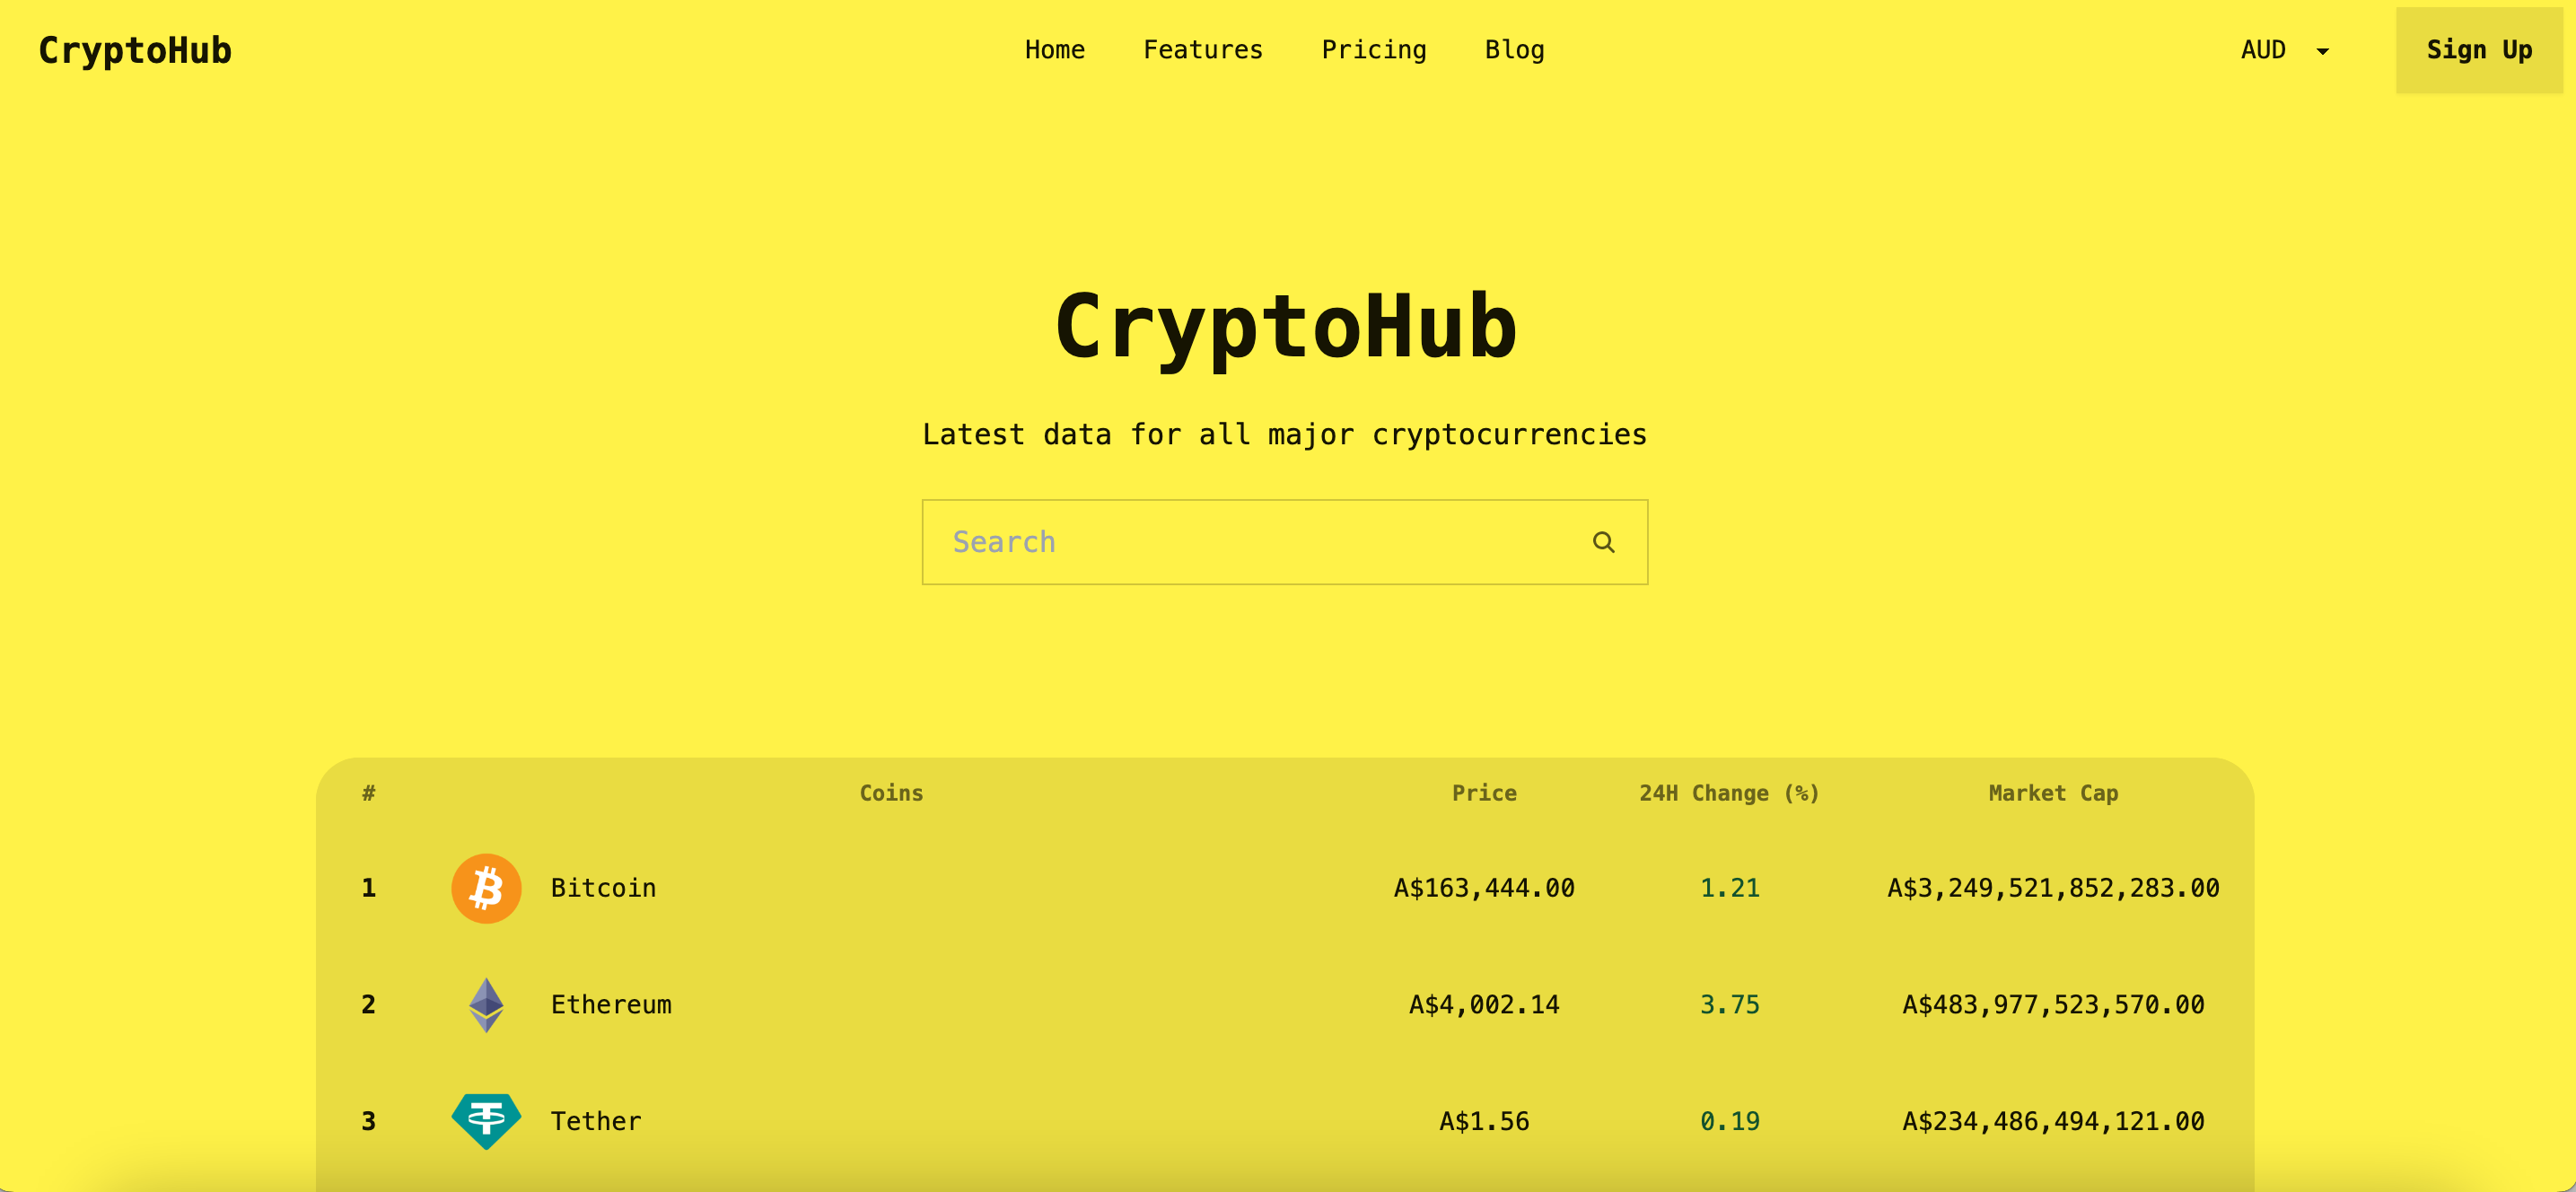 CryptoHub Home Features Pricing Blog AUD Sign Up
CryptoHub
Latest data for all major cryptocurrencies
Search
# Coins Price 24H Change (%) Market Cap
1 Bitcoin A$163,444.00 1.21 A$3,249,521,852,283.00
2 Ethereum A$4,002.14 3.75 A$483,977,523,570.00
3 Tether A$1.56 0.19 A$234,486,494,121.00